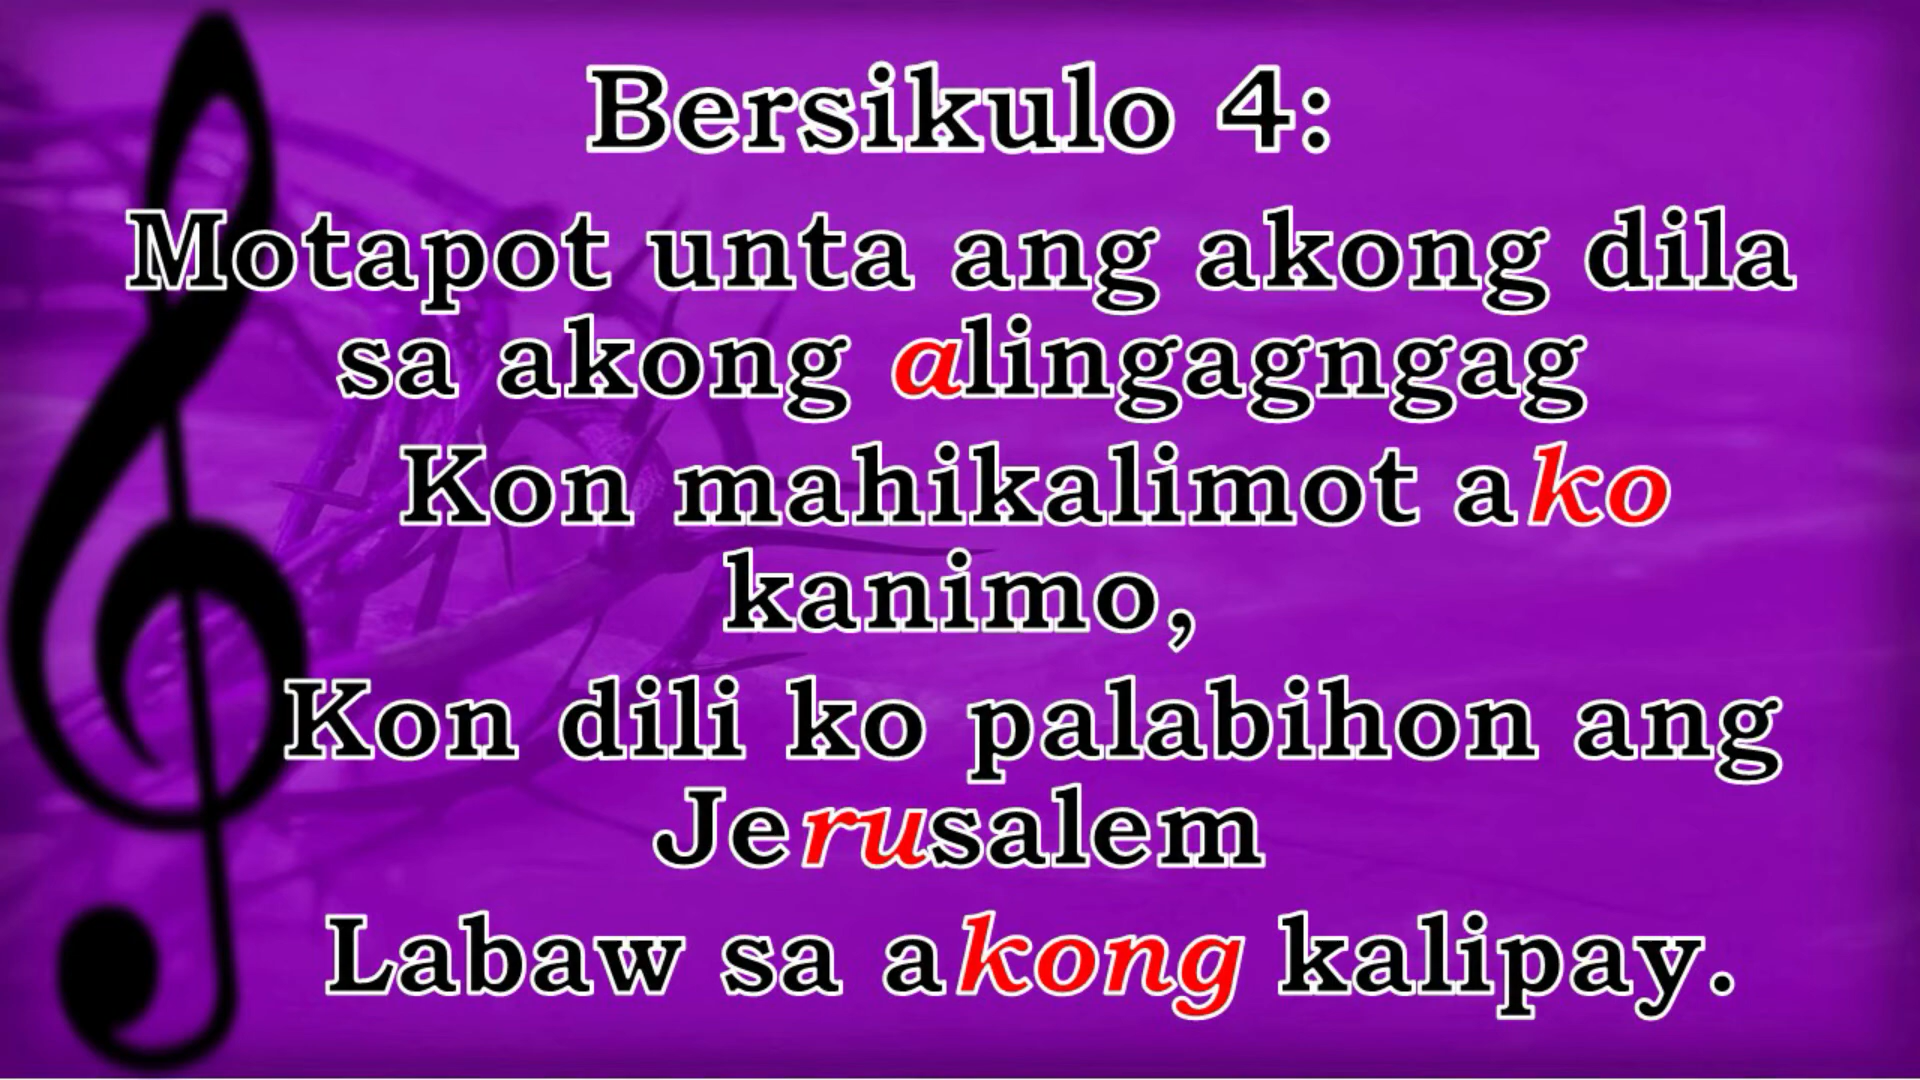 Bersikulo 4:
Motapot unta ang akong dila
sa akong alingagngag
Kon mahikalimot ako
kanimo,
Kon dili ko palabihon ang
Jerusalem
Labaw sa akong kalipay.